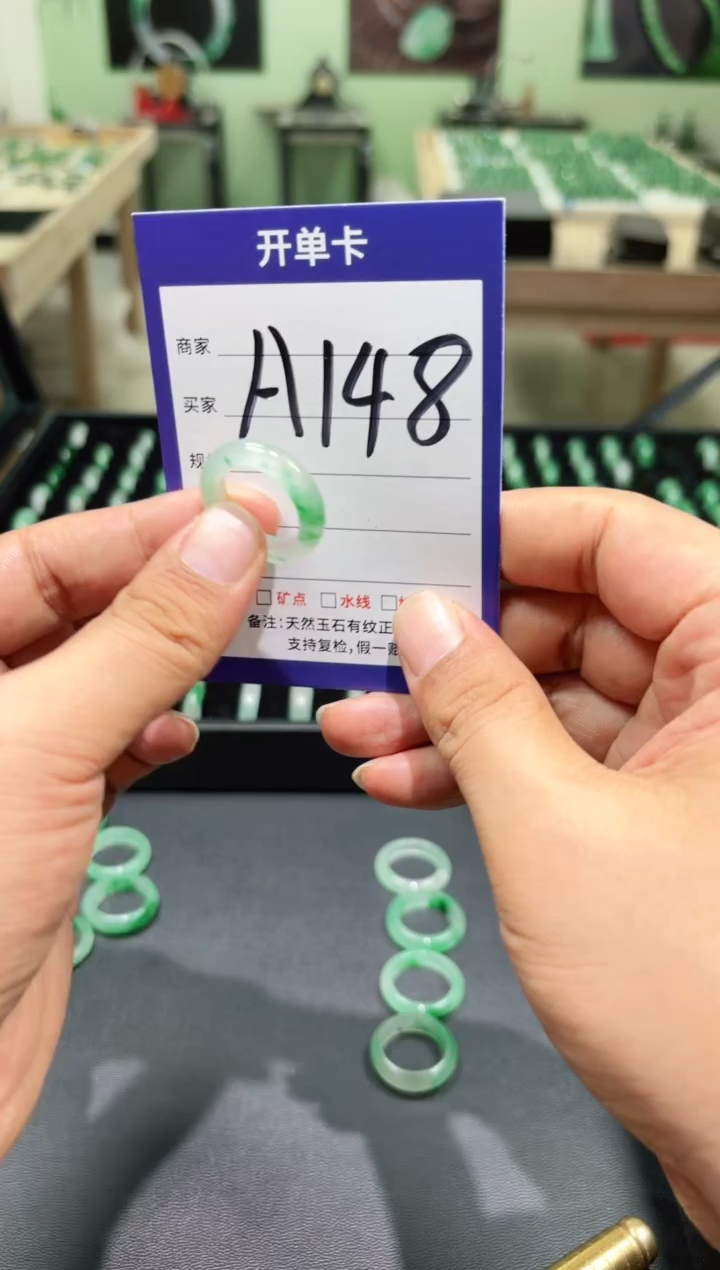 开单卡
商家
A148
买家
规
□ 矿点 □ 水线 □
备注:天然玉石有纹正
支持复检,假一赔